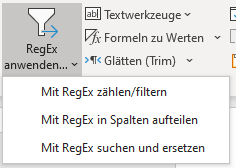 RegEx
anwenden...
ab
Textwerkzeuge
Formeln zu Werten
¶¶ Glätten (Trim)
Mit RegEx zählen/filtern
Mit RegEx in Spalten aufteilen
Mit RegEx suchen und ersetzen